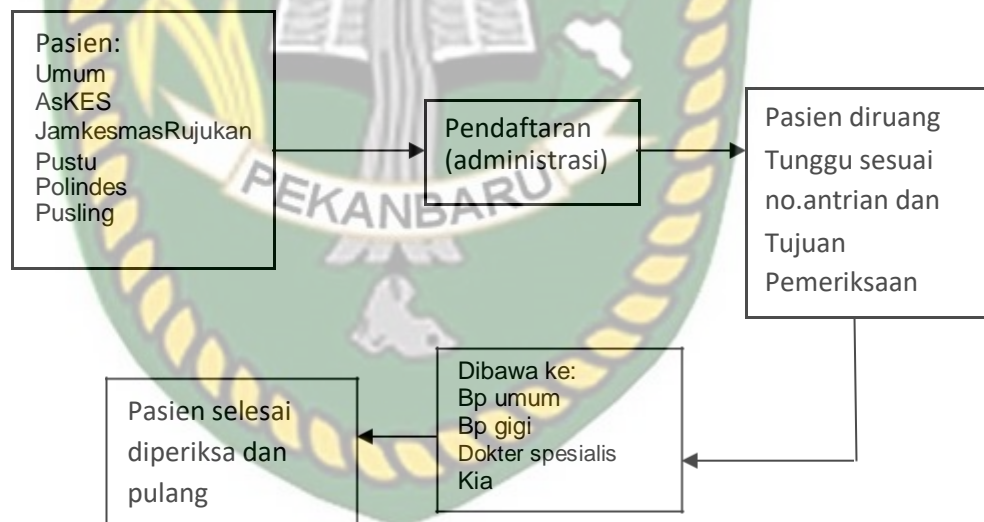 Pasien:
Umum
AsKES
JamkesmasRujukan
Pustu
Polindes
Pusling
Pendaftaran
(administrasi)
Pasien diruang
Tunggu sesuai
no.antrian dan
Tujuan
Pemeriksaan
Dibawa ke:
Bp umum
Bp gigi
Dokter spesialis
Kia
Pasien selesai
diperiksa dan
pulang
PEKANBARU